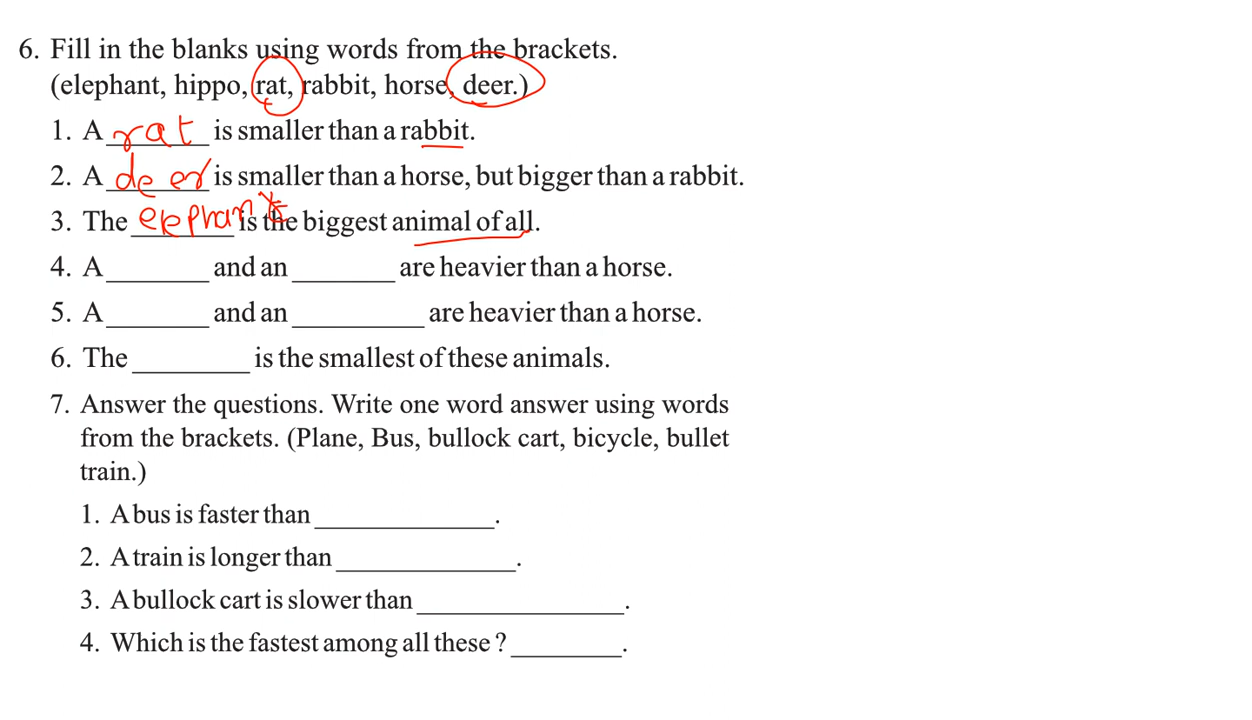 6. Fill in the blanks using words from the brackets.
(elephant, hippo, rat, rabbit, horse, deer.)
1. A rat is smaller than a rabbit.
2. A deer is smaller than a horse, but bigger than a rabbit.
3. The elephant is the biggest animal of all.
4. A ________ and an ________ are heavier than a horse.
5. A ________ and an __________ are heavier than a horse.
6. The _________ is the smallest of these animals.
7. Answer the questions. Write one word answer using words
from the brackets. (Plane, Bus, bullock cart, bicycle, bullet
train.)
1. A bus is faster than ______________.
2. A train is longer than ______________.
3. A bullock cart is slower than ________________.
4. Which is the fastest among all these ? ________.